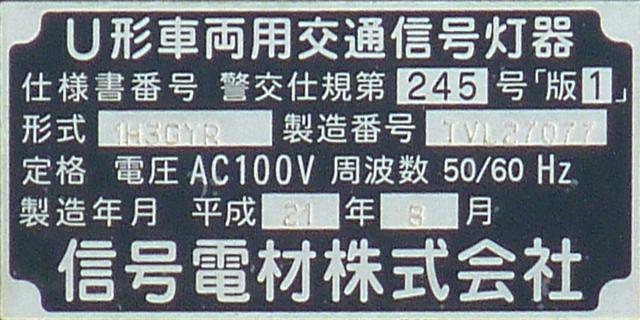 U形車両用交通信号灯器
仕様書番号 警交仕規第 245 号「版1」
形式 1H3GYR 製造番号 TVL27077
定格 電圧 AC100V 周波数 50/60 Hz
製造年月 平成 21 年 8 月
信号電材株式会社